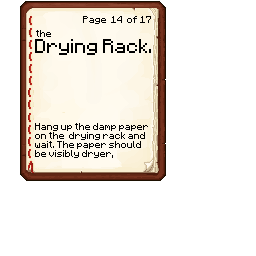 Page 14 of 17
the
Drying Rack.
Hang up the damp paper
on the drying rack and
wait. The paper should
be visibly dryer,